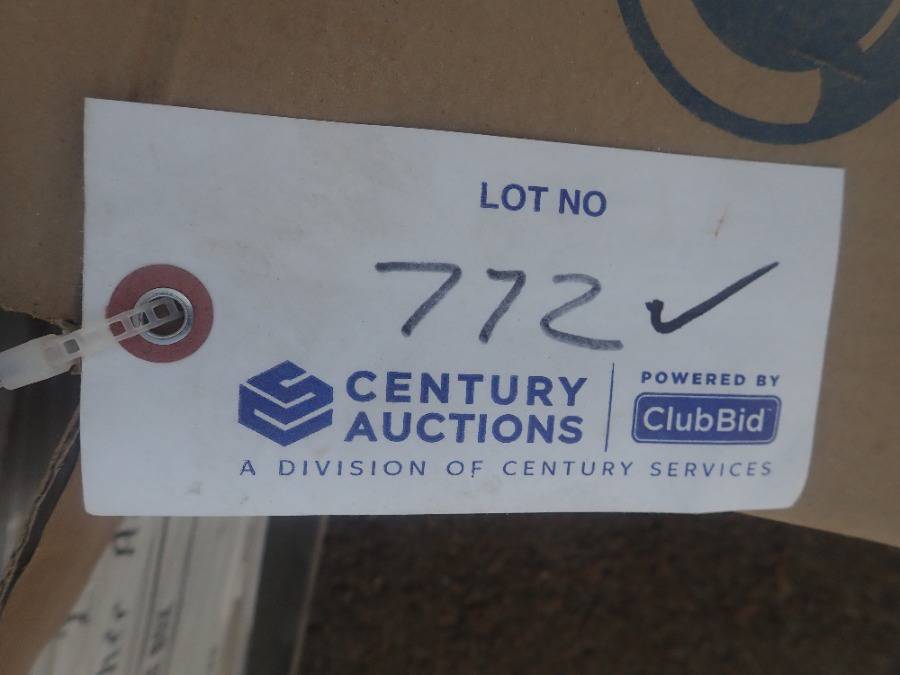 LOT NO
772 ✓
CENTURY
AUCTIONS
POWERED BY
ClubBid
A DIVISION OF CENTURY SERVICES